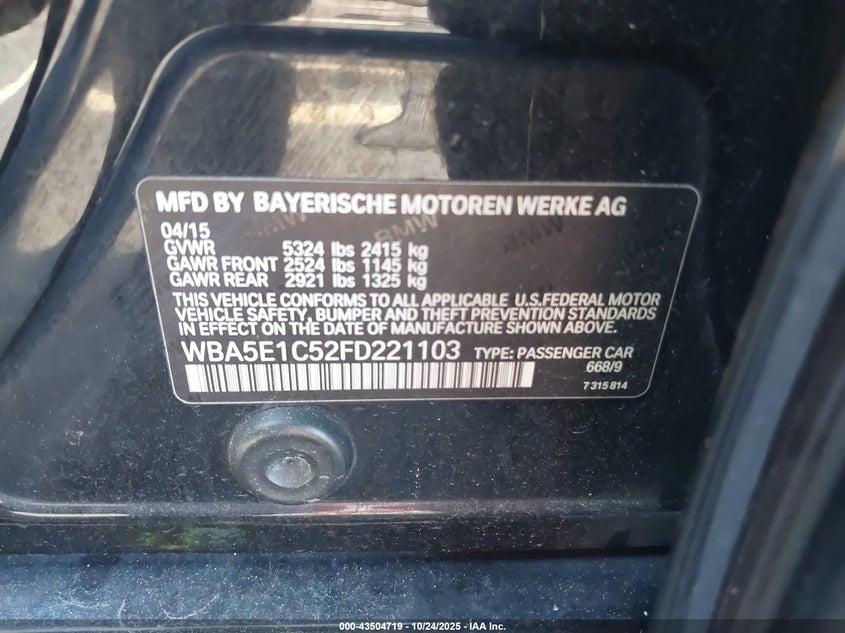 MFD BY BAYERISCHE MOTOREN WERKE AG
04/15
GVWR 5324 lbs 2415 kg
GAWR FRONT 2524 lbs 1145 kg
GAWR REAR 2921 lbs 1325 kg
THIS VEHICLE CONFORMS TO ALL APPLICABLE U.S.FEDERAL MOTOR
VEHICLE SAFETY, BUMPER AND THEFT PREVENTION STANDARDS
IN EFFECT ON THE DATE OF MANUFACTURE SHOWN ABOVE.
WBA5E1C52FD221103 TYPE: PASSENGER CAR
668/9
7 315 814
BMW
BMW
000-43504719 - 10/24/2025 - IAA Inc.